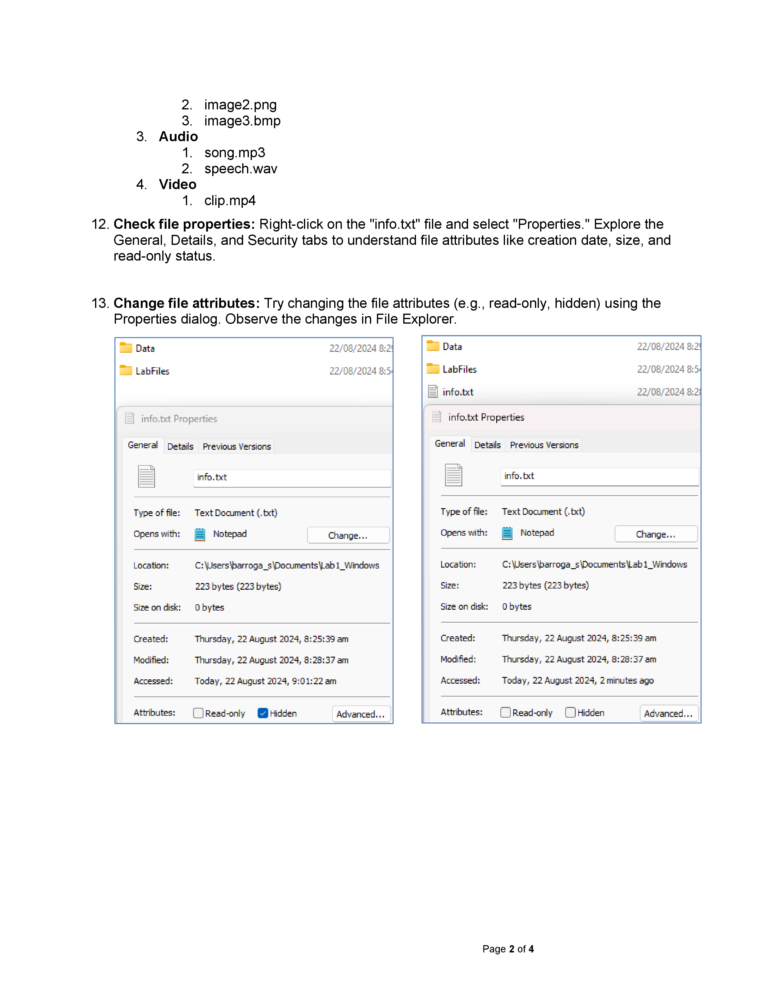 2. image2.png
3. image3.bmp
3. Audio
1. song.mp3
2. speech.wav
4. Video
1. clip.mp4
12. Check file properties: Right-click on the "info.txt" file and select "Properties." Explore the
General, Details, and Security tabs to understand file attributes like creation date, size, and
read-only status.
13. Change file attributes: Try changing the file attributes (e.g., read-only, hidden) using the
Properties dialog. Observe the changes in File Explorer.
Data 22/08/2024 8:2
LabFiles 22/08/2024 8:5
info.txt Properties
General Details Previous Versions
info.txt
Type of file: Text Document (.txt)
Opens with: Notepad Change...
Location: C:\Users\barroga_s\Documents\Lab1_Windows
Size: 223 bytes (223 bytes)
Size on disk: 0 bytes
Created: Thursday, 22 August 2024, 8:25:39 am
Modified: Thursday, 22 August 2024, 8:28:37 am
Accessed: Today, 22 August 2024, 9:01:22 am
Attributes: Read-only Hidden Advanced...
Data 22/08/2024 8:2
LabFiles 22/08/2024 8:5
info.txt 22/08/2024 8:2
info.txt Properties
General Details Previous Versions
info.txt
Type of file: Text Document (.txt)
Opens with: Notepad Change...
Location: C:\Users\barroga_s\Documents\Lab1_Windows
Size: 223 bytes (223 bytes)
Size on disk: 0 bytes
Created: Thursday, 22 August 2024, 8:25:39 am
Modified: Thursday, 22 August 2024, 8:28:37 am
Accessed: Today, 22 August 2024, 2 minutes ago
Attributes: Read-only Hidden Advanced...
Page 2 of 4